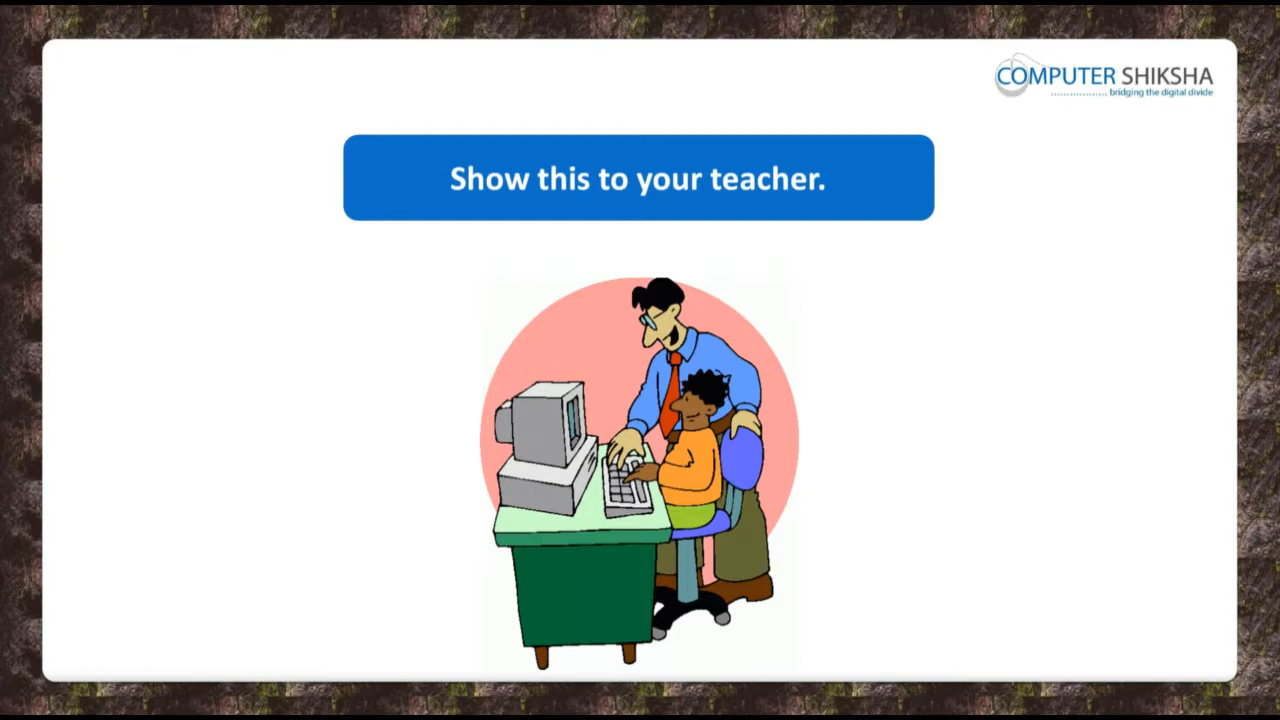 COMPUTER SHIKSHA
bridging the digital divide
Show this to your teacher.